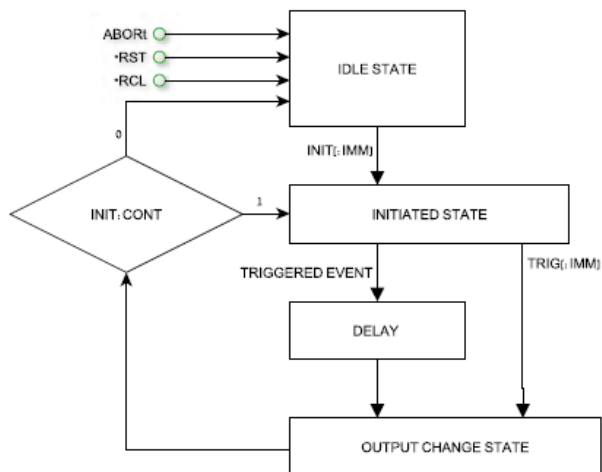 ABORt
*RST
*RCL
IDLE STATE
0
INIT[:IMM]
INIT:CONT
1
INITIATED STATE
TRIGGERED EVENT
TRIG[:IMM]
DELAY
OUTPUT CHANGE STATE